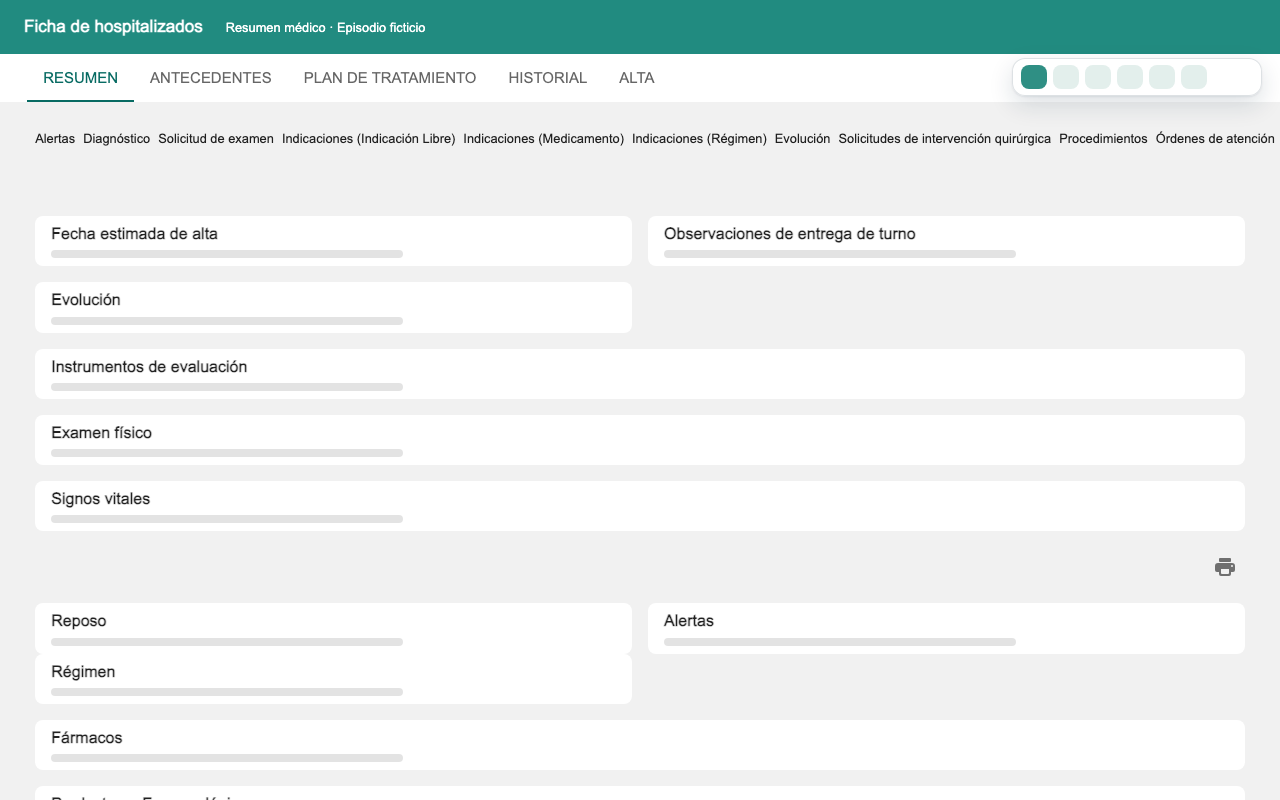 Ficha de hospitalizados Resumen médico · Episodio ficticio
RESUMEN ANTECEDENTES PLAN DE TRATAMIENTO HISTORIAL ALTA
Alertas Diagnóstico Solicitud de examen Indicaciones (Indicación Libre) Indicaciones (Medicamento) Indicaciones (Régimen) Evolución Solicitudes de intervención quirúrgica Procedimientos Órdenes de atención
Fecha estimada de alta
Observaciones de entrega de turno
Evolución
Instrumentos de evaluación
Examen físico
Signos vitales
Reposo
Alertas
Régimen
Fármacos